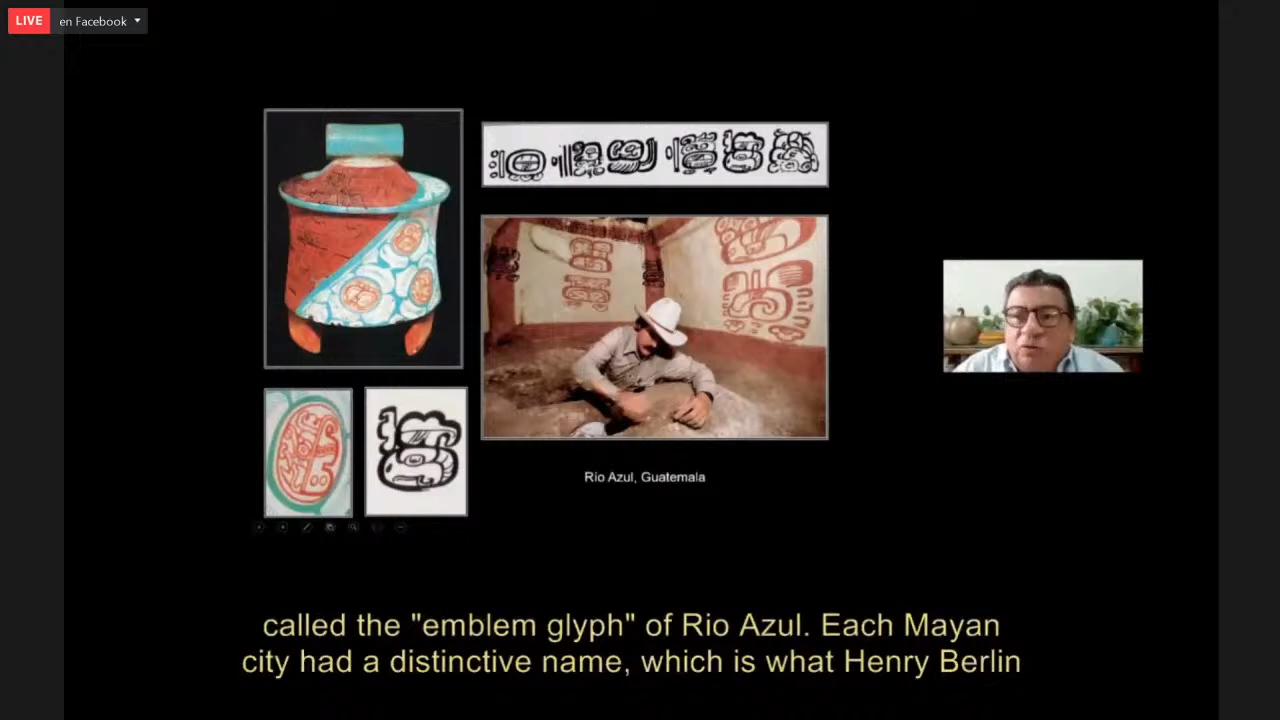 LIVE en Facebook
Río Azul, Guatemala
called the "emblem glyph" of Rio Azul. Each Mayan
city had a distinctive name, which is what Henry Berlin